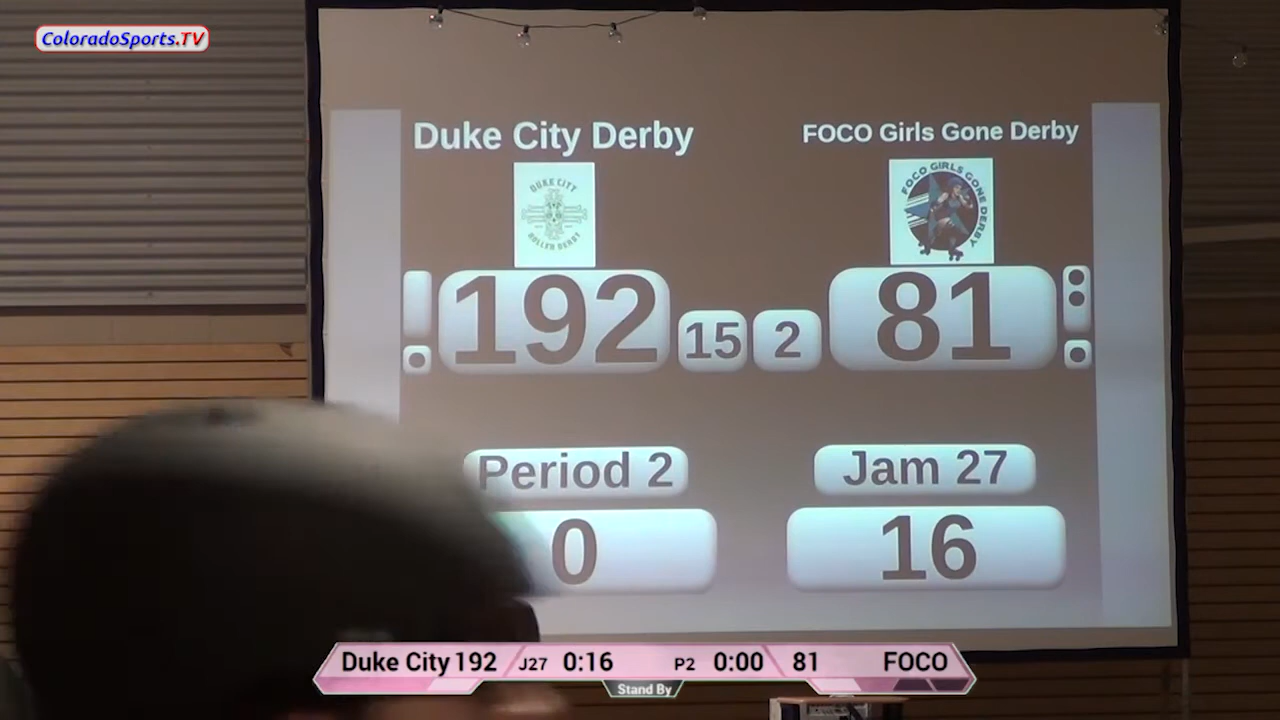 ColoradoSports.TV
Duke City Derby
FOCO Girls Gone Derby
DUKE CITY
ROLLER DERBY
FOCO GIRLS GONE DERBY
192
15
2
81
Period 2
Jam 27
0
16
Duke City 192 J27 0:16 P2 0:00 81 FOCO
Stand By